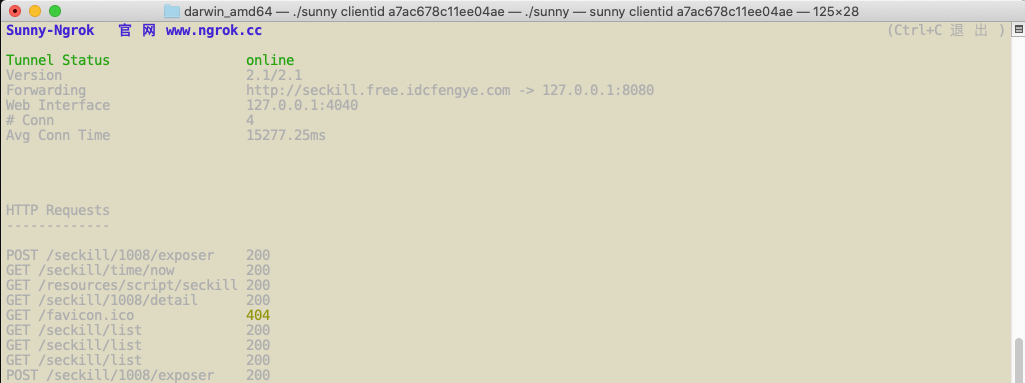 darwin_amd64 — ./sunny clientid a7ac678c11ee04ae — ./sunny — sunny clientid a7ac678c11ee04ae — 125×28
Sunny-Ngrok 官 网 www.ngrok.cc (Ctrl+C 退 出 )
Tunnel Status online
Version 2.1/2.1
Forwarding http://seckill.free.idcfengye.com -> 127.0.0.1:8080
Web Interface 127.0.0.1:4040
# Conn 4
Avg Conn Time 15277.25ms
HTTP Requests
-------------
POST /seckill/1008/exposer 200
GET /seckill/time/now 200
GET /resources/script/seckill 200
GET /seckill/1008/detail 200
GET /favicon.ico 404
GET /seckill/list 200
GET /seckill/list 200
GET /seckill/list 200
POST /seckill/1008/exposer 200